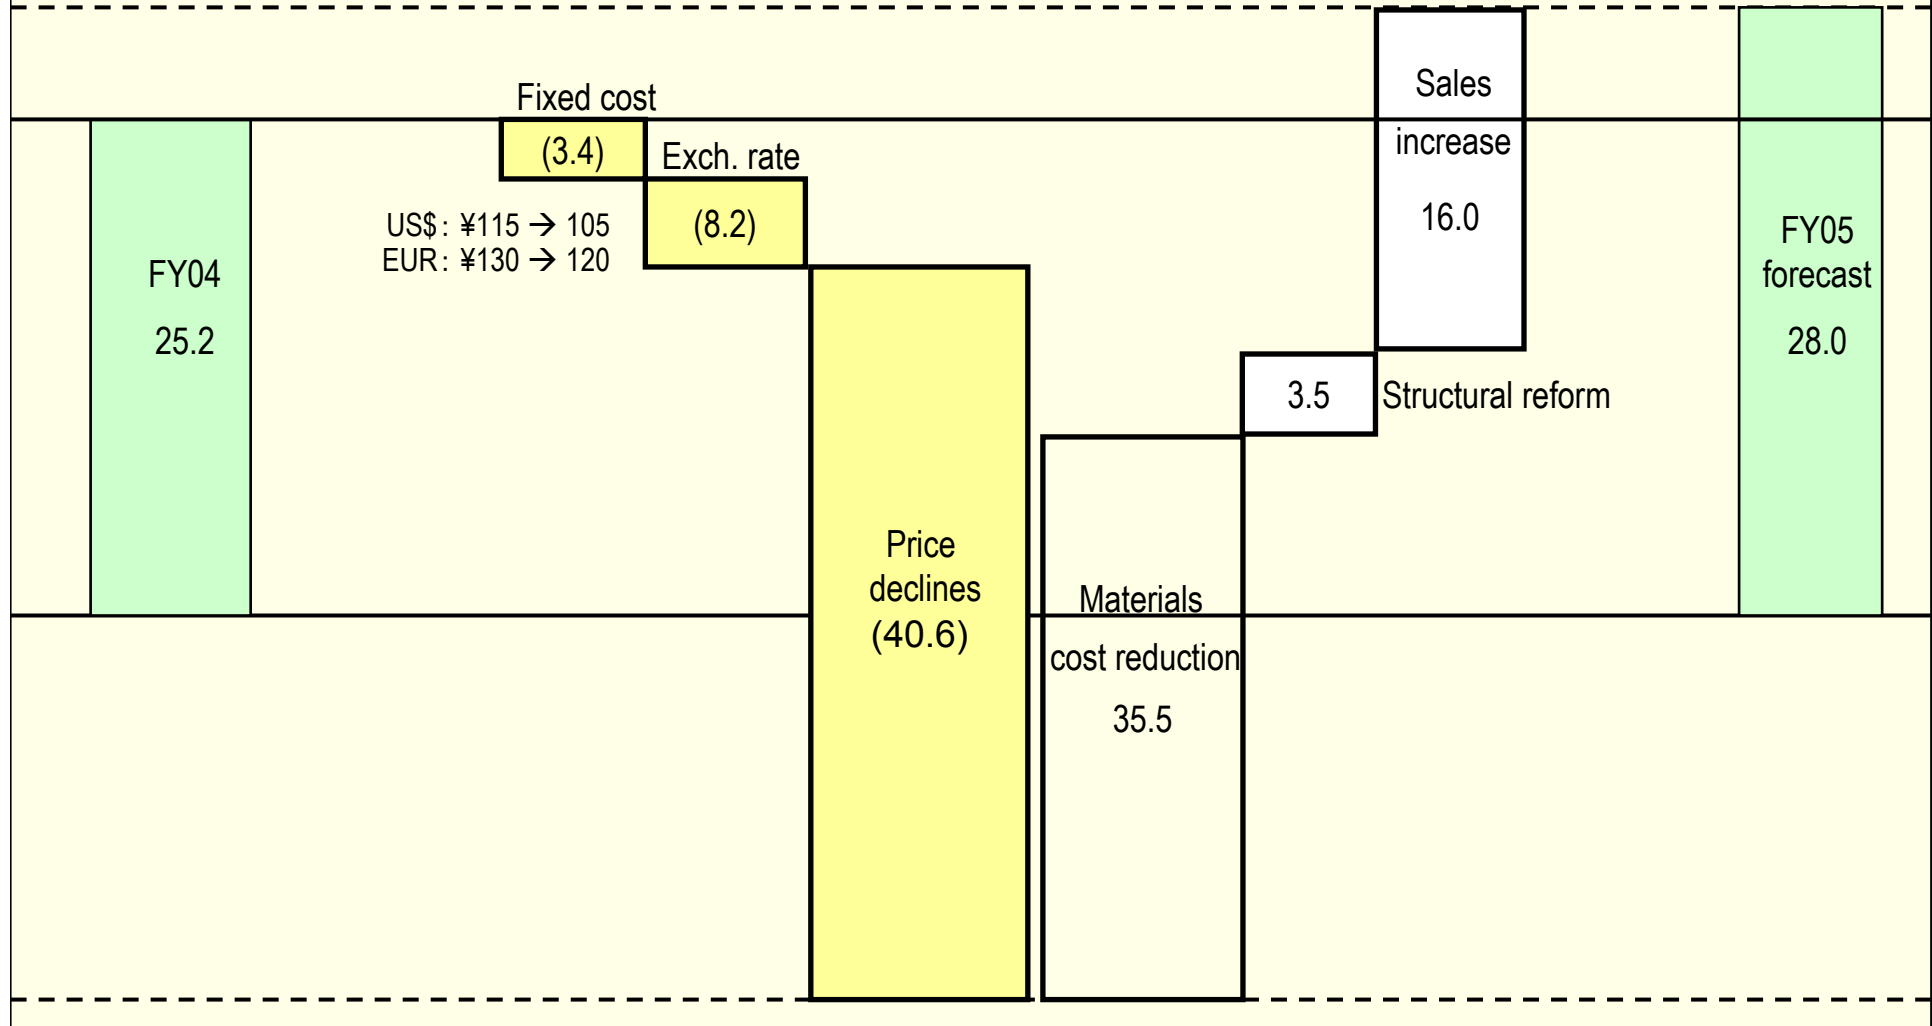 FY04
25.2
Fixed cost
(3.4)
Exch. rate
(8.2)
US$: ¥115 → 105
EUR: ¥130 → 120
Price
declines
(40.6)
Materials
cost reduction
35.5
3.5
Structural reform
Sales
increase
16.0
FY05
forecast
28.0